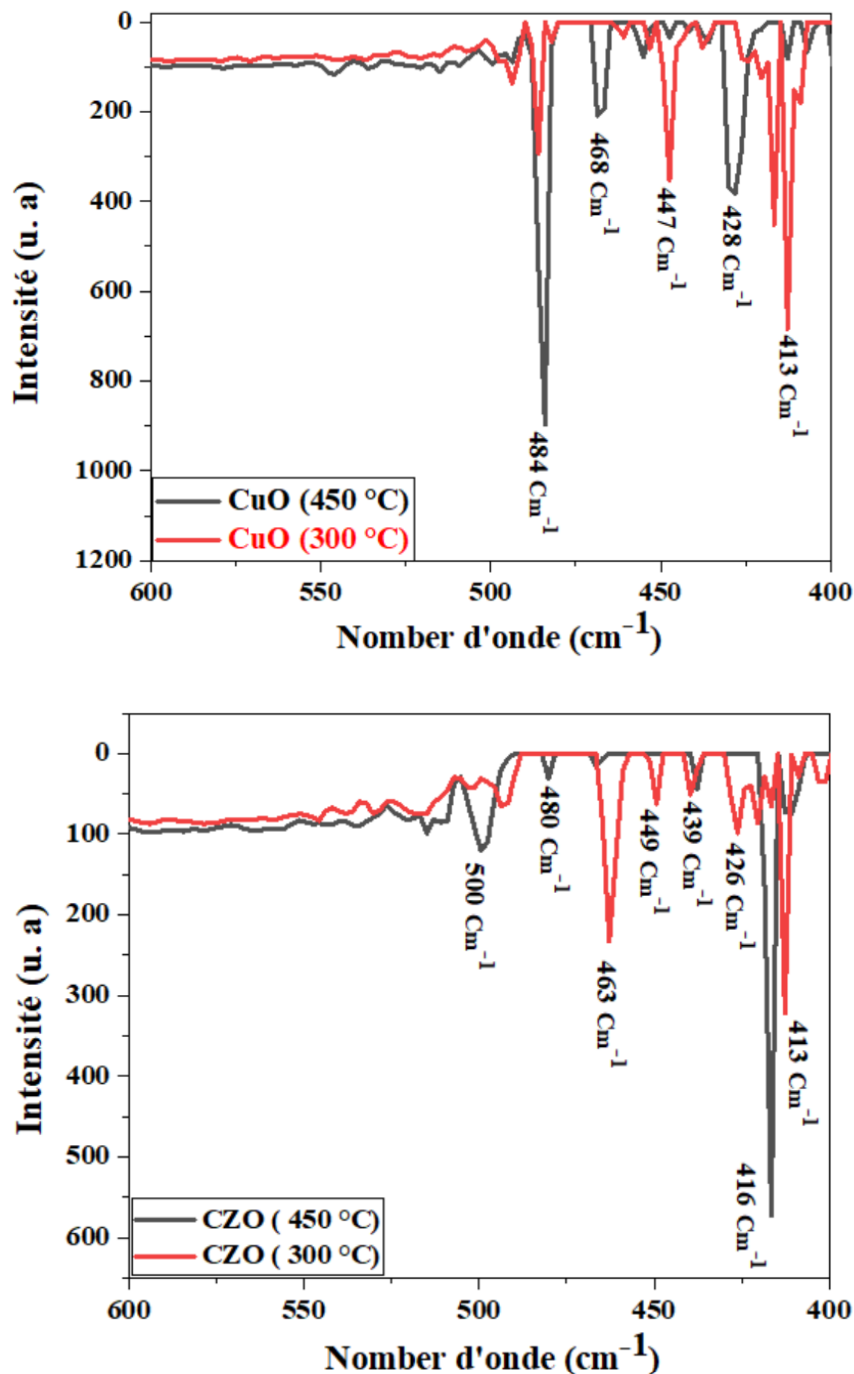 0
200
400
600
800
1000
1200
Intensité (u. a)
484 Cm⁻¹
468 Cm⁻¹
447 Cm⁻¹
428 Cm⁻¹
413 Cm⁻¹
CuO (450 °C)
CuO (300 °C)
600 550 500 450 400
Nomber d'onde (cm⁻¹)
0
100
200
300
400
500
600
Intensité (u. a)
500 Cm⁻¹
480 Cm⁻¹
463 Cm⁻¹
449 Cm⁻¹
439 Cm⁻¹
426 Cm⁻¹
416 Cm⁻¹
413 Cm⁻¹
CZO ( 450 °C)
CZO ( 300 °C)
600 550 500 450 400
Nomber d'onde (cm⁻¹)